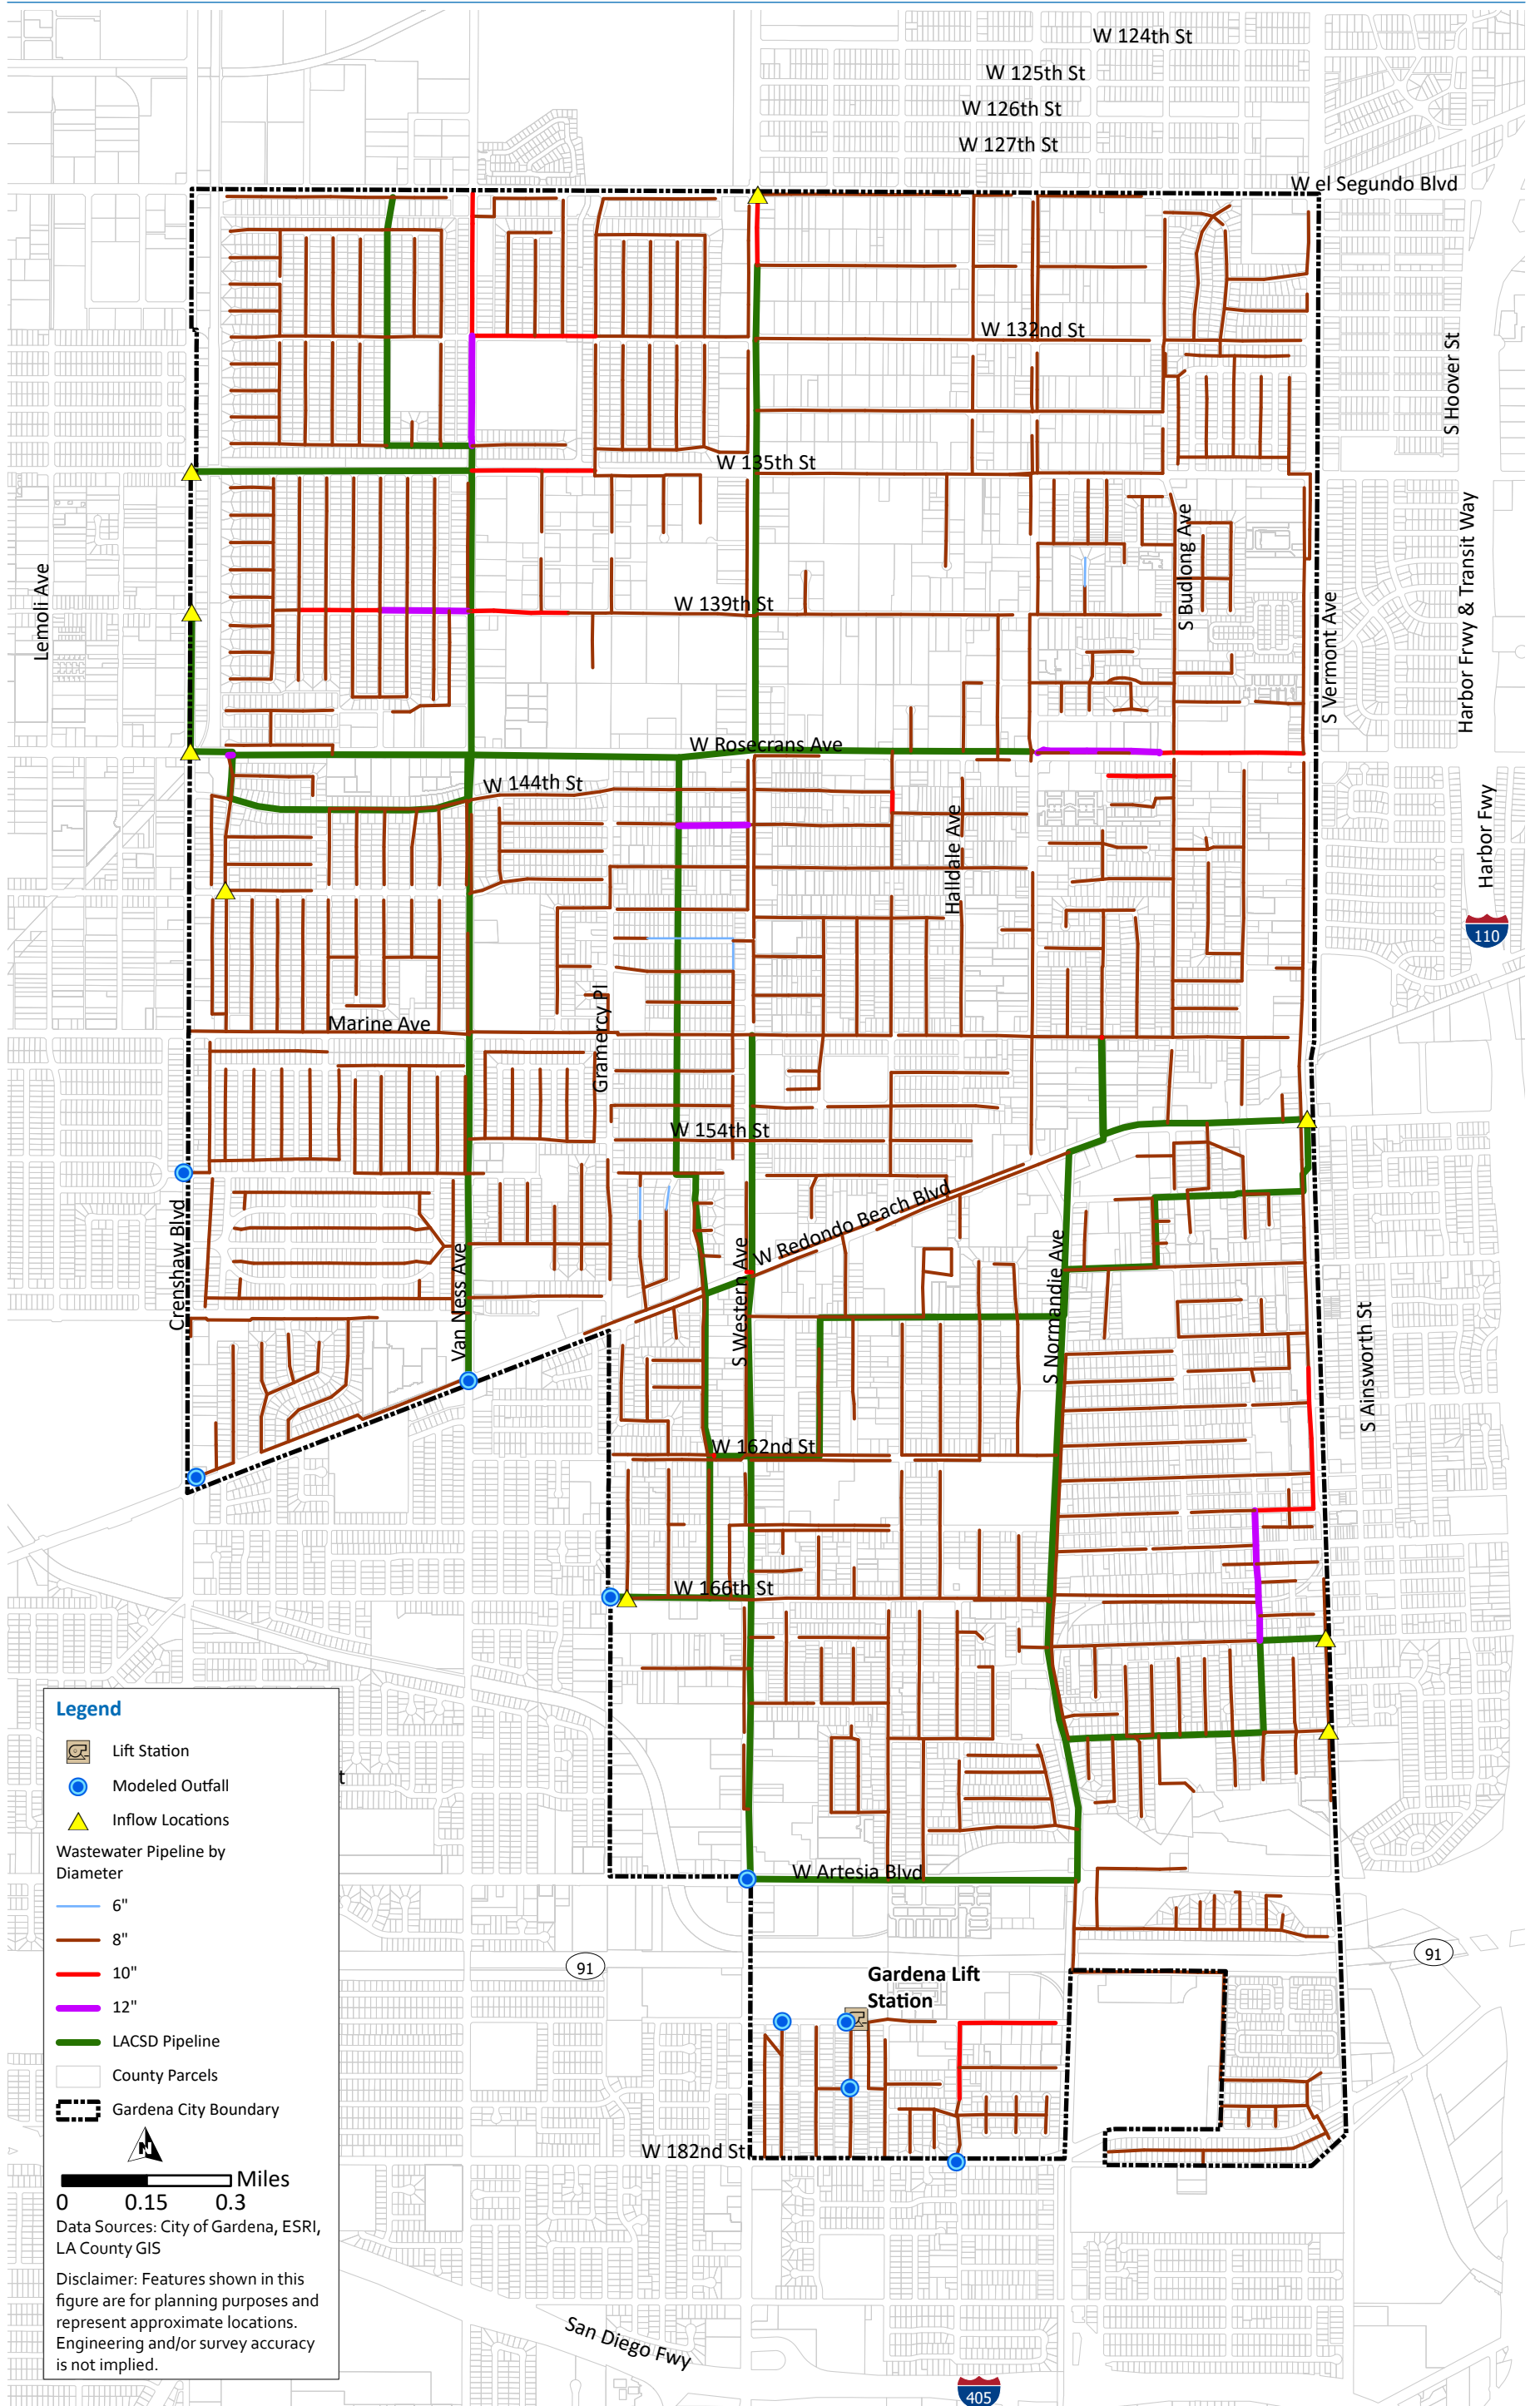 W 124th St
W 125th St
W 126th St
W 127th St
W el Segundo Blvd
W 132nd St
S Hoover St
W 135th St
Harbor Frwy & Transit Way
S Budlong Ave
Lemoli Ave
W 139th St
S Vermont Ave
W Rosecrans Ave
W 144th St
Harbor Fwy
Halldale Ave
110
Gramercy Pl
Marine Ave
W 154th St
W Redondo Beach Blvd
Crenshaw Blvd
Van Ness Ave
S Western Ave
S Normandie Ave
S Ainsworth St
W 162nd St
W 166th St
t
W Artesia Blvd
91
91
Gardena Lift
Station
W 182nd St
San Diego Fwy
405
Legend
Lift Station
Modeled Outfall
Inflow Locations
Wastewater Pipeline by
Diameter
6"
8"
10"
12"
LACSD Pipeline
County Parcels
Gardena City Boundary
N
Miles
0 0.15 0.3
Data Sources: City of Gardena, ESRI,
LA County GIS
Disclaimer: Features shown in this
figure are for planning purposes and
represent approximate locations.
Engineering and/or survey accuracy
is not implied.